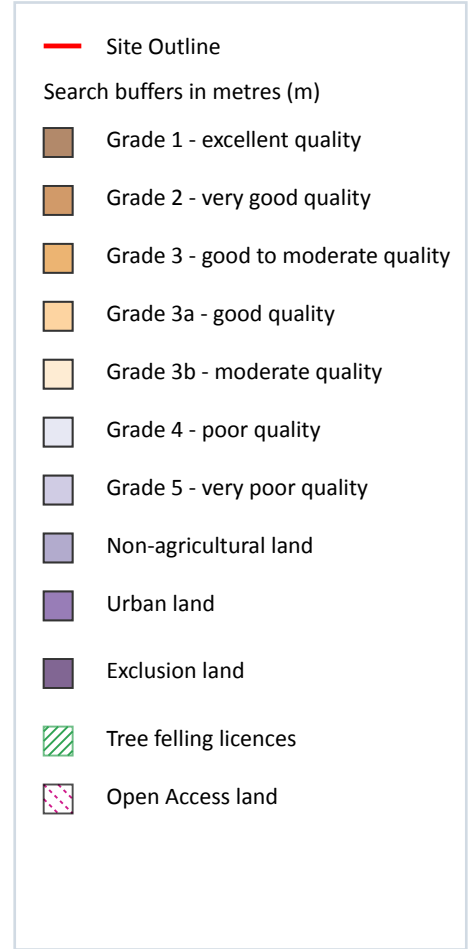 Site Outline
Search buffers in metres (m)
Grade 1 - excellent quality
Grade 2 - very good quality
Grade 3 - good to moderate quality
Grade 3a - good quality
Grade 3b - moderate quality
Grade 4 - poor quality
Grade 5 - very poor quality
Non-agricultural land
Urban land
Exclusion land
Tree felling licences
Open Access land